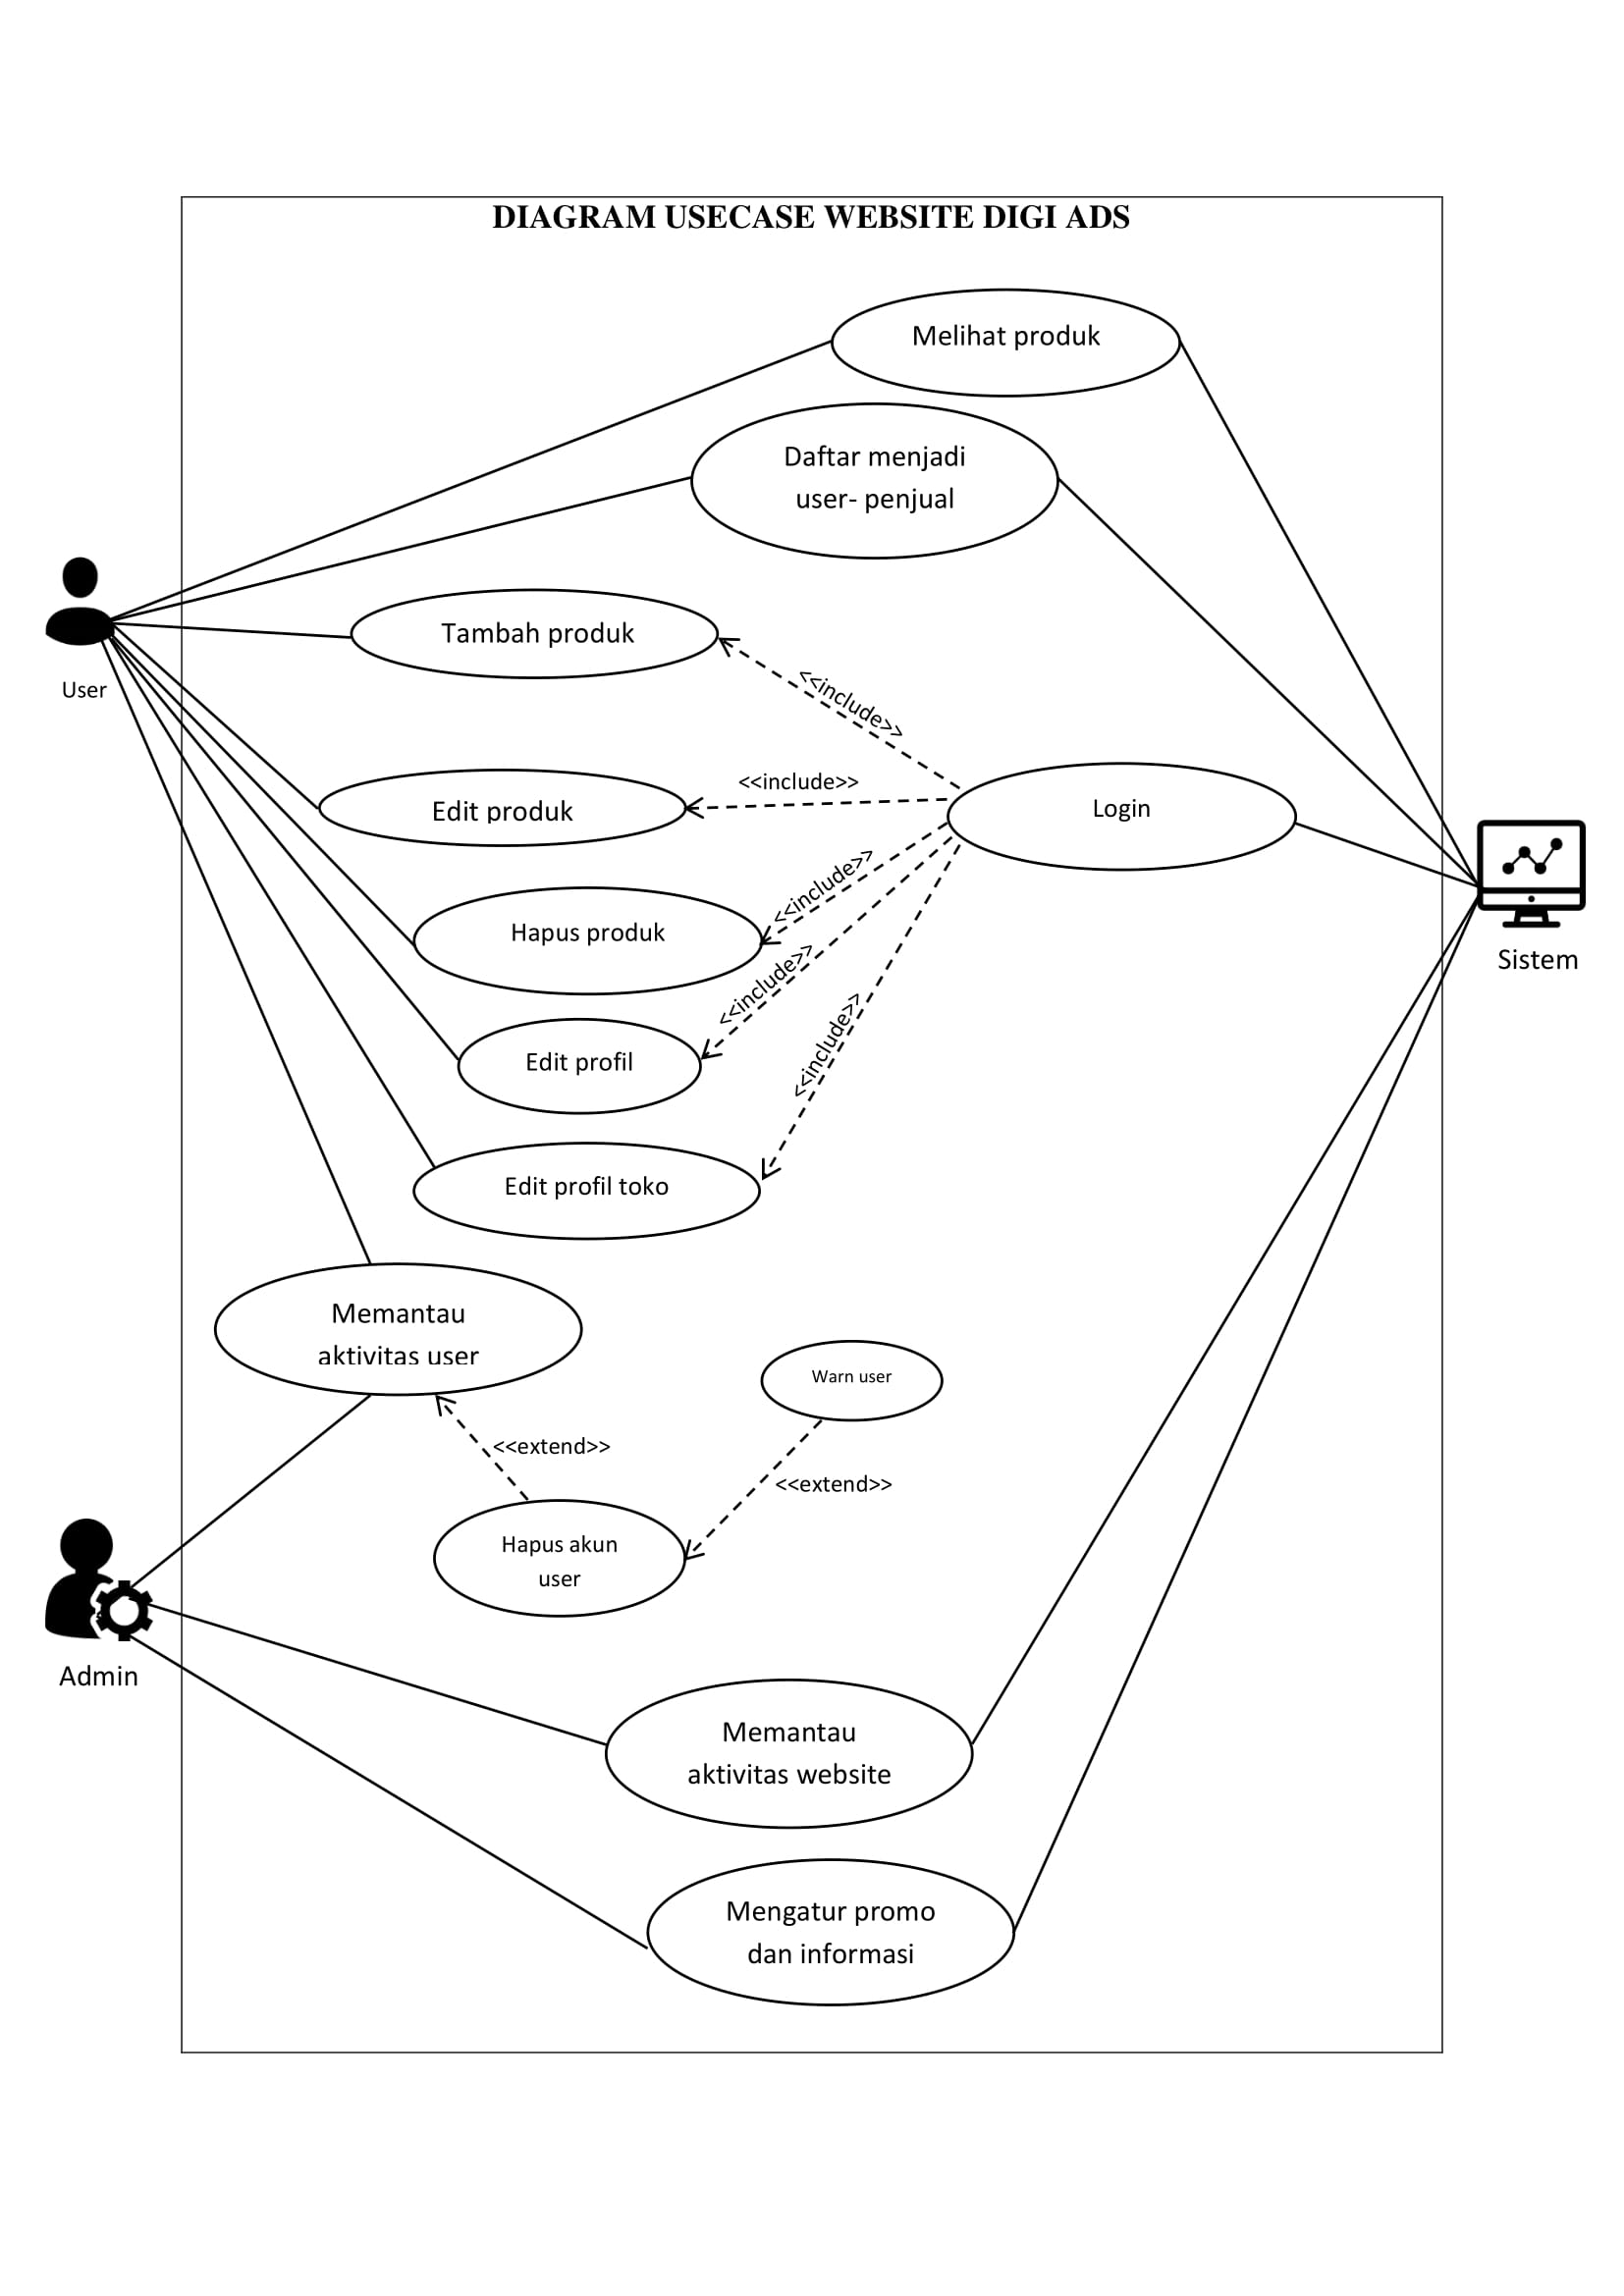 DIAGRAM USECASE WEBSITE DIGI ADS
Melihat produk
Daftar menjadi
user- penjual
Tambah produk
User
<<include>>
<<include>>
Edit produk
Login
<<include>>
Hapus produk
Sistem
<<include>>
<<include>>
Edit profil
Edit profil toko
Memantau
aktivitas user
Warn user
<<extend>>
<<extend>>
Hapus akun
user
Admin
Memantau
aktivitas website
Mengatur promo
dan informasi